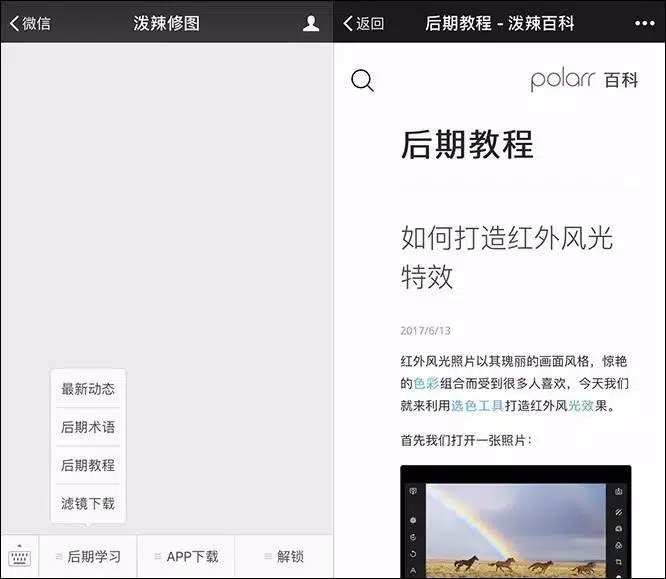 微信
泼辣修图
最新动态
后期术语
后期教程
滤镜下载
后期学习
APP下载
解锁
返回
后期教程 - 泼辣百科
polarr 百科
后期教程
如何打造红外风光
特效
2017/6/13
红外风光照片以其瑰丽的画面风格，惊艳
的色彩组合而受到很多人喜欢，今天我们
就来利用选色工具打造红外风光效果。
首先我们打开一张照片：